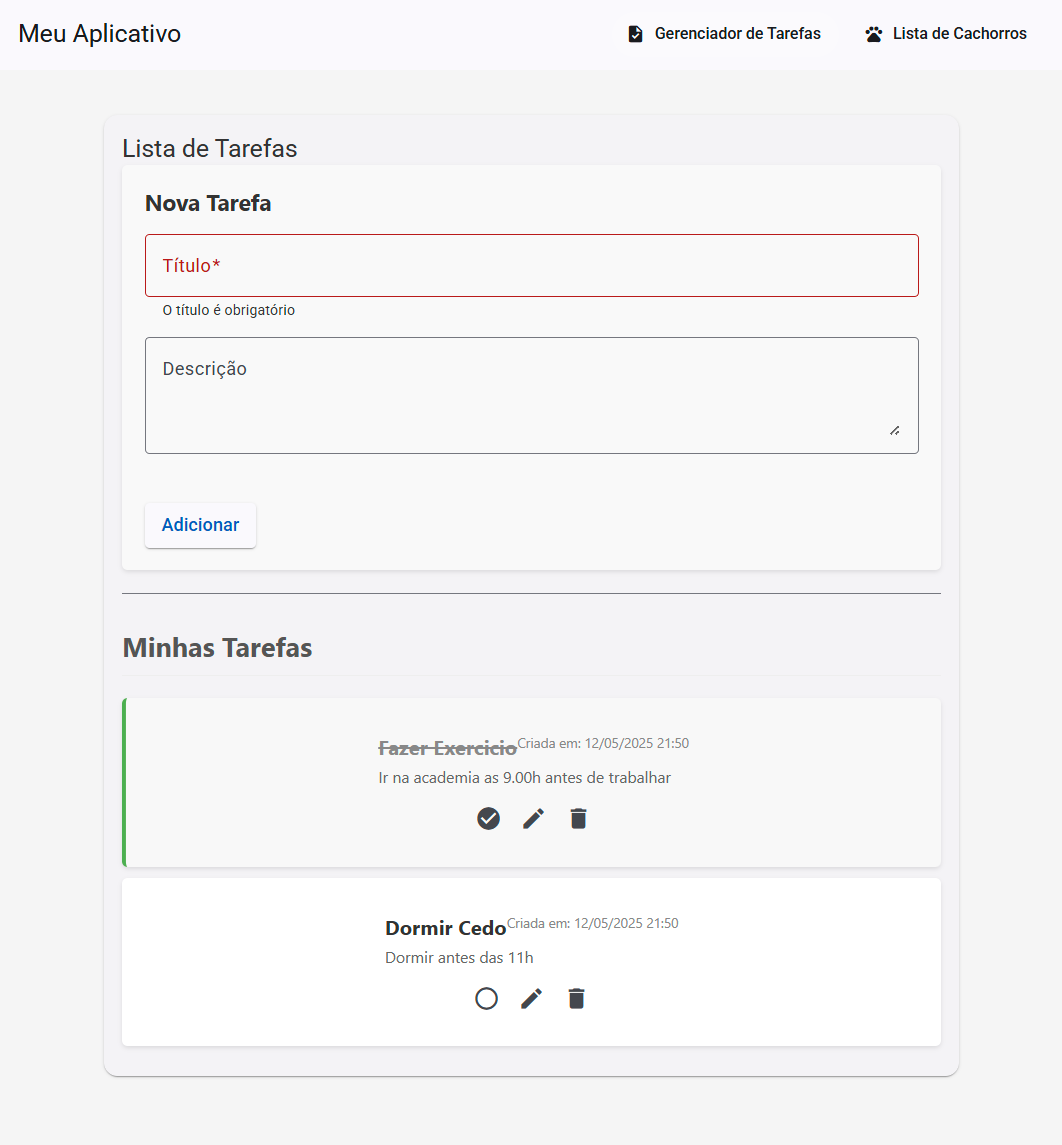 Meu Aplicativo
Gerenciador de Tarefas
Lista de Cachorros
Lista de Tarefas
Nova Tarefa
Título*
O título é obrigatório
Descrição
Adicionar
Minhas Tarefas
Fazer Exercicio Criada em: 12/05/2025 21:50
Ir na academia as 9.00h antes de trabalhar
Dormir Cedo Criada em: 12/05/2025 21:50
Dormir antes das 11h